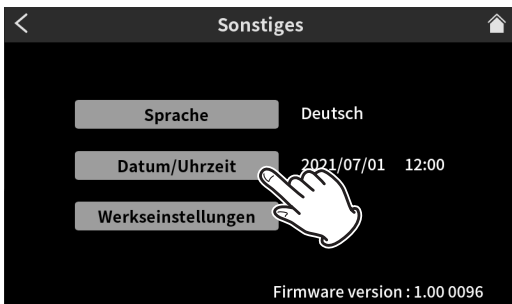 Sonstiges
Sprache Deutsch
Datum/Uhrzeit 2021/07/01 12:00
Werkseinstellungen
Firmware version : 1.00 0096